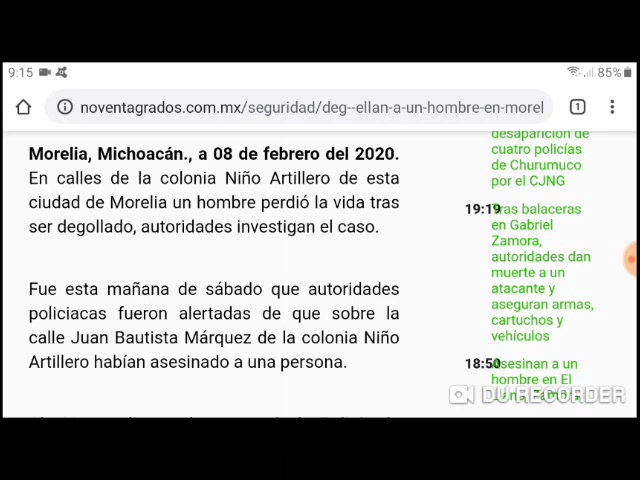 9:15
85%
noventagrados.com.mx/seguridad/deg--ellan-a-un-hombre-en-morel
1
Morelia, Michoacán., a 08 de febrero del 2020.
En calles de la colonia Niño Artillero de esta
ciudad de Morelia un hombre perdió la vida tras
ser degollado, autoridades investigan el caso.
Fue esta mañana de sábado que autoridades
policiacas fueron alertadas de que sobre la
calle Juan Bautista Márquez de la colonia Niño
Artillero habían asesinado a una persona.
desaparición de
cuatro policías
de Churumuco
por el CJNG
19:19
Tras balaceras
en Gabriel
Zamora,
autoridades dan
muerte a un
atacante y
aseguran armas,
cartuchos y
vehículos
18:50
Asesinan a un
hombre en El
DU RECORDER